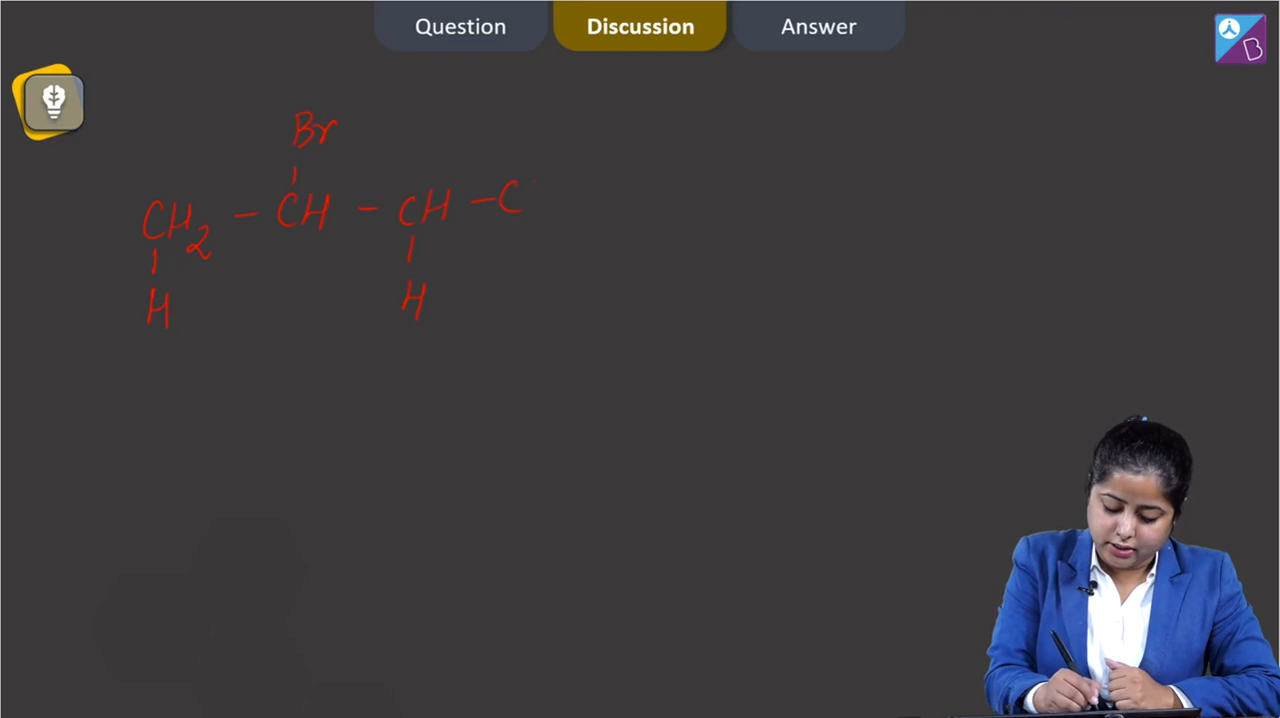 Question Discussion Answer
Br
CH₂ - CH - CH - C
H H
B